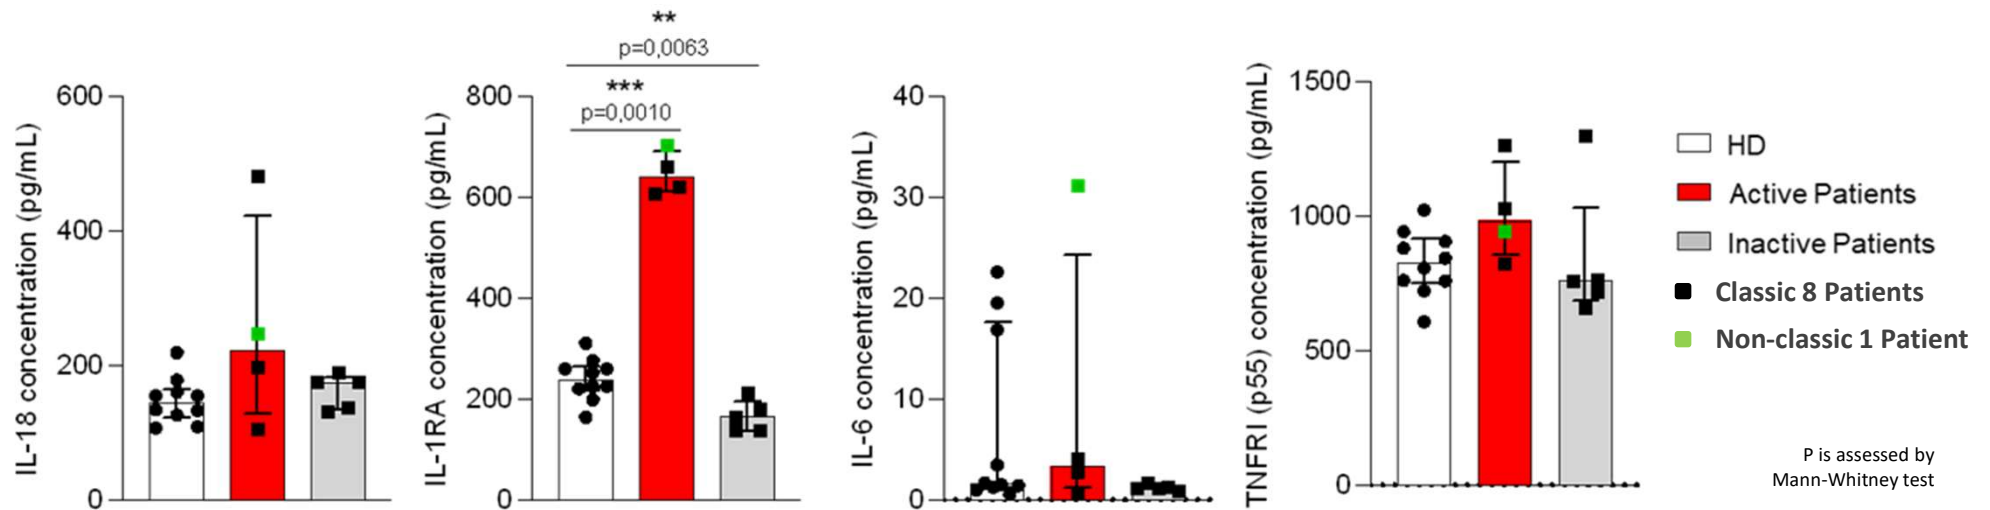 IL-18 concentration (pg/mL)
600
400
200
0
**
p=0,0063
***
p=0,0010
IL-1RA concentration (pg/mL)
800
600
400
200
0
IL-6 concentration (pg/mL)
40
30
20
10
0
TNFRI (p55) concentration (pg/mL)
1500
1000
500
0
HD
Active Patients
Inactive Patients
Classic 8 Patients
Non-classic 1 Patient
P is assessed by
Mann-Whitney test